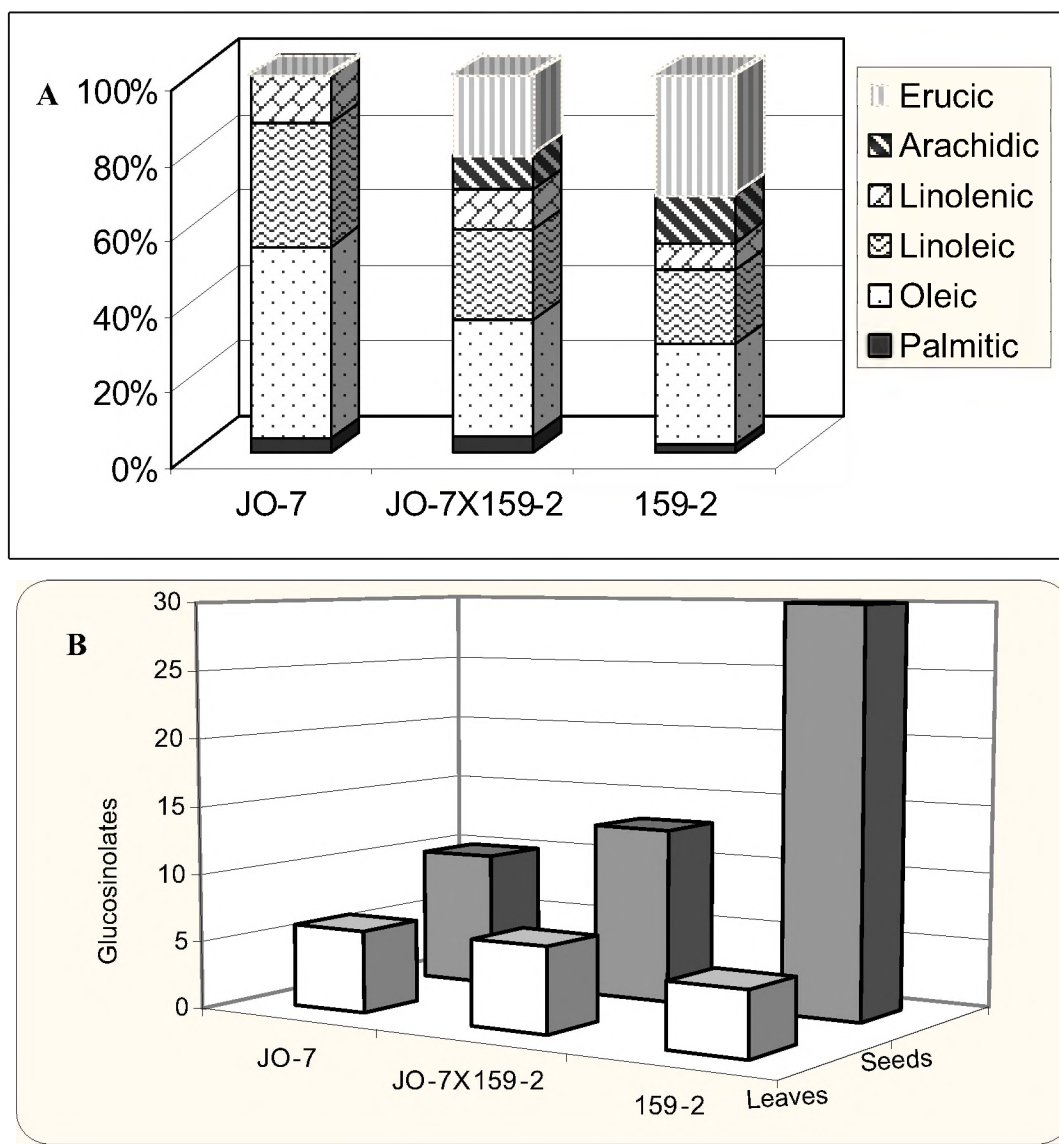 A
100%
80%
60%
40%
20%
0%
JO-7 JO-7X159-2 159-2
Erucic
Arachidic
Linolenic
Linoleic
Oleic
Palmitic
B
Glucosinolates
30
25
20
15
10
5
0
JO-7
JO-7X159-2
159-2
Leaves
Seeds